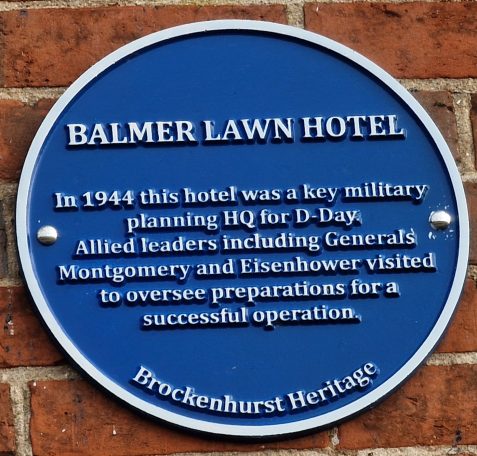 BALMER LAWN HOTEL
In 1944 this hotel was a key military
planning HQ for D-Day.
Allied leaders including Generals
Montgomery and Eisenhower visited
to oversee preparations for a
successful operation.
Brockenhurst Heritage